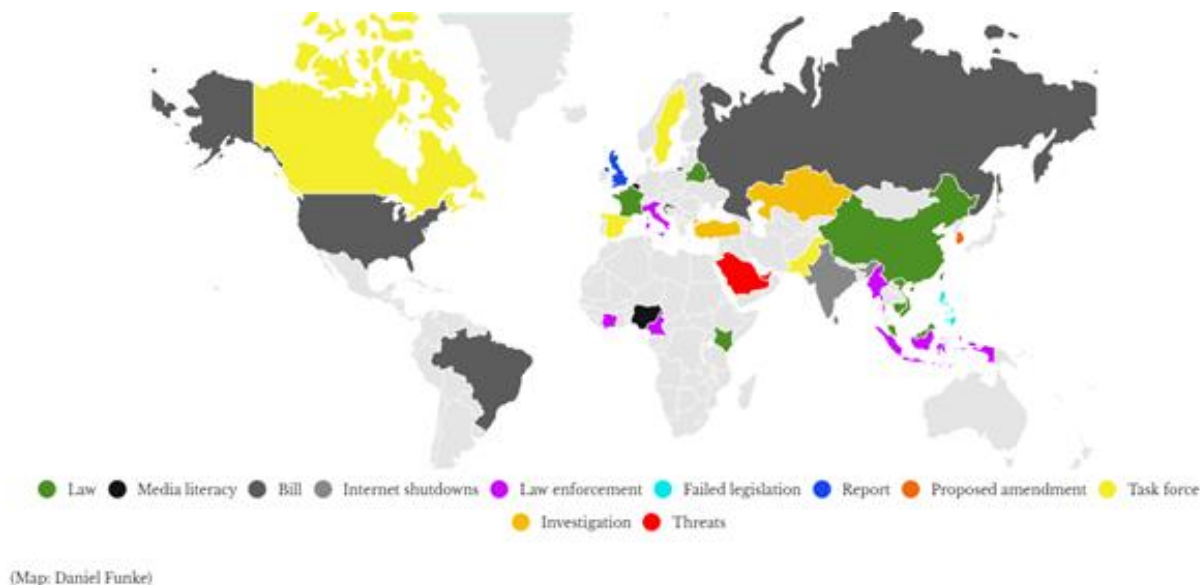 Law Media literacy Bill Internet shutdowns Law enforcement Failed legislation Report Proposed amendment Task force
Investigation Threats
(Map: Daniel Funke)